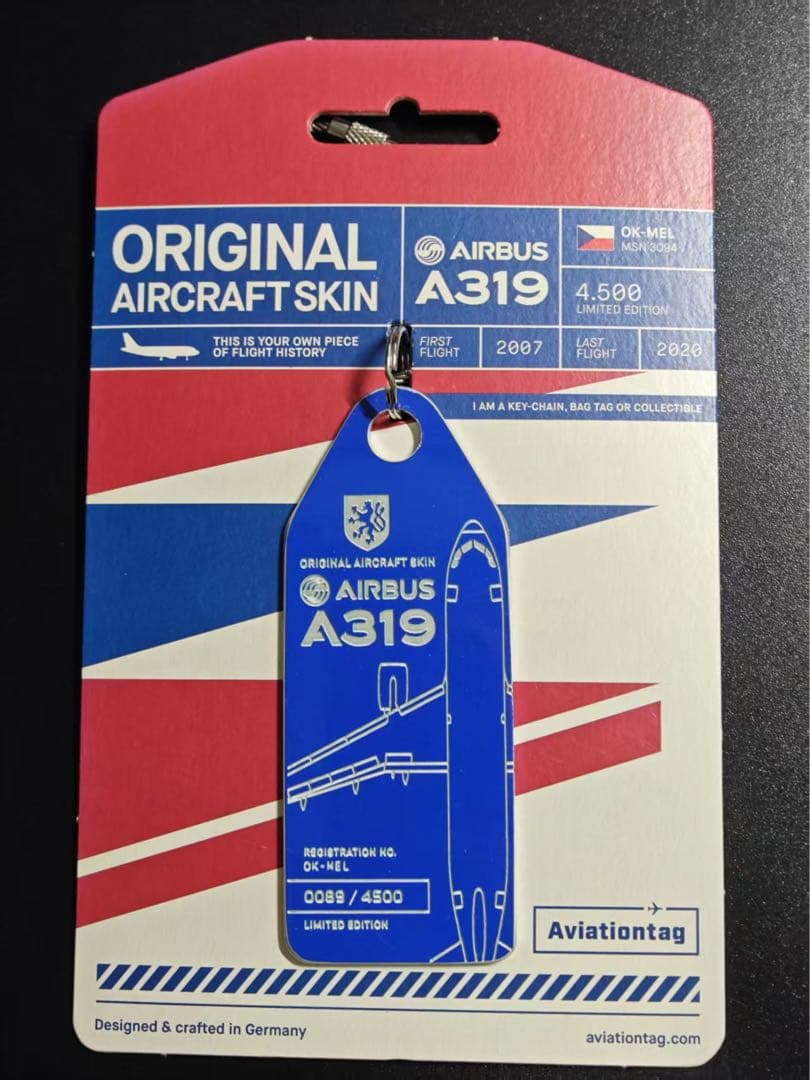 ORIGINAL
AIRCRAFT SKIN
AIRBUS
A319
OK-MEL
MSN 3094
4.500
LIMITED EDITION
THIS IS YOUR OWN PIECE
OF FLIGHT HISTORY
FIRST
FLIGHT
2007
LAST
FLIGHT
2020
I AM A KEY-CHAIN, BAG TAG OR COLLECTIBLE
ORIGINAL AIRCRAFT SKIN
AIRBUS
A319
REGISTRATION NO.
OK-MEL
0089 / 4500
LIMITED EDITION
Aviationtag
Designed & crafted in Germany
aviationtag.com